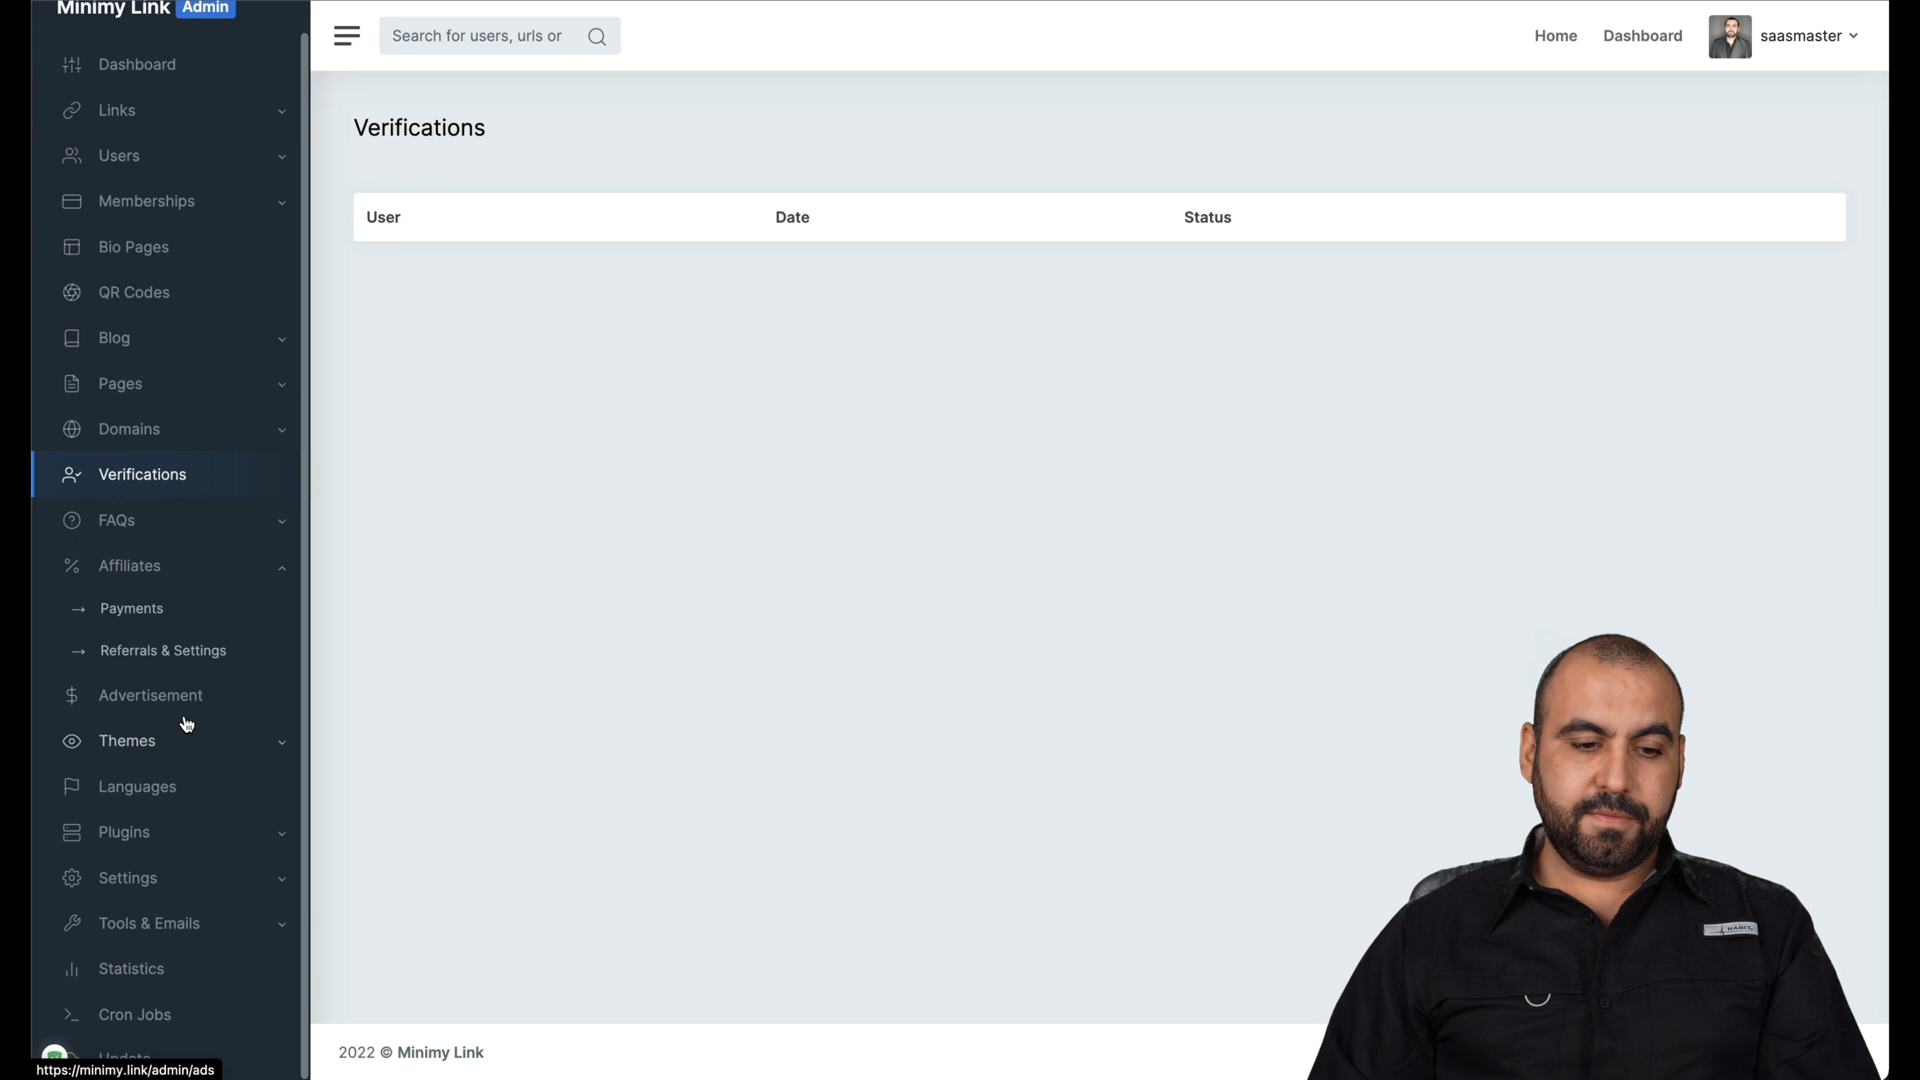 Minimy Link Admin
Search for users, urls or
Home
Dashboard
saasmaster
Dashboard
Links
Users
Memberships
Bio Pages
QR Codes
Blog
Pages
Domains
Verifications
FAQs
Affiliates
→ Payments
→ Referrals & Settings
Advertisement
Themes
Languages
Plugins
Settings
Tools & Emails
Statistics
Cron Jobs
Update
https://minimy.link/admin/ads
Verifications
User Date Status
HABIT
2022 © Minimy Link